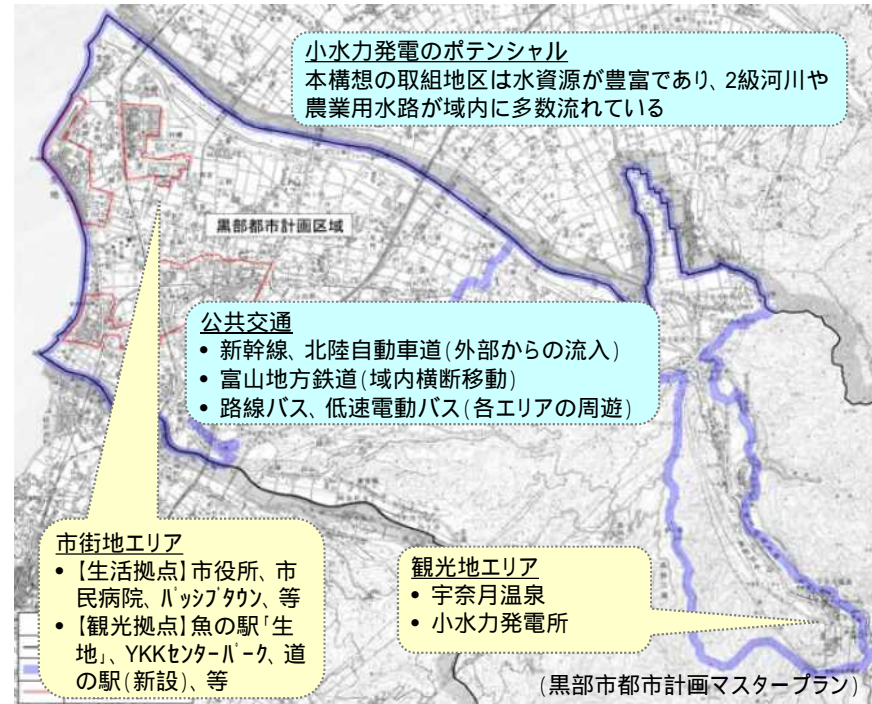 小水力発電のポテンシャル
本構想の取組地区は水資源が豊富であり、2級河川や
農業用水路が域内に多数流れている
黒部都市計画区域
公共交通
• 新幹線、北陸自動車道(外部からの流入)
• 富山地方鉄道(域内横断移動)
• 路線バス、低速電動バス(各エリアの周遊)
市街地エリア
• 【生活拠点】市役所、市
民病院、ﾊﾟｯｼﾌﾞタウン、等
• 【観光拠点】魚の駅「生
地」、YKKｾﾝﾀｰﾊﾟｰｸ、道
の駅(新設)、等
観光地エリア
• 宇奈月温泉
• 小水力発電所
(黒部市都市計画マスタープラン)